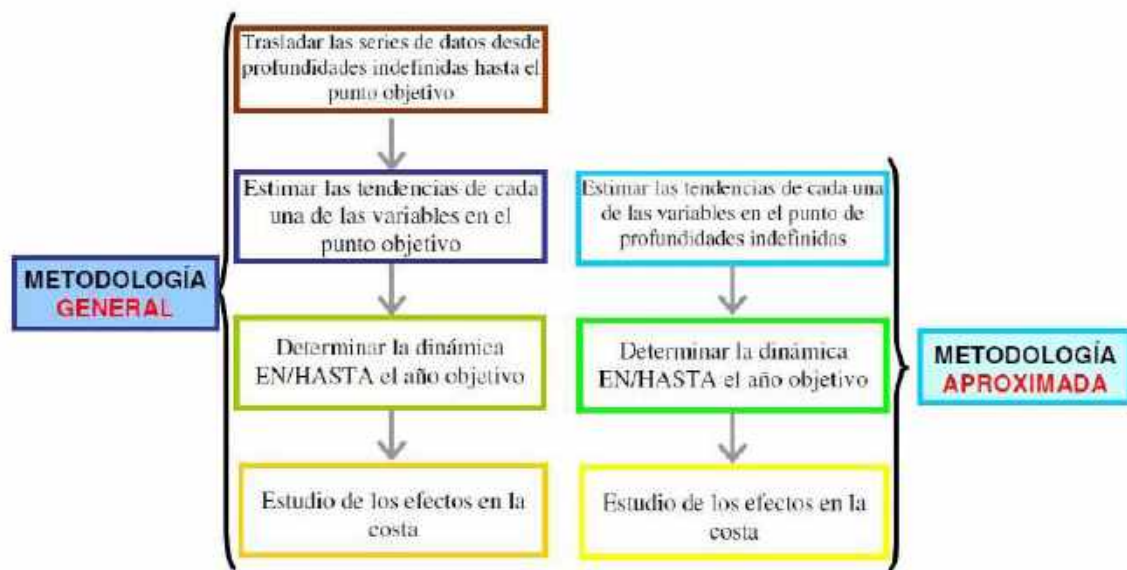 Trasladar las series de datos desde
profundidades indefinidas hasta el
punto objetivo
Estimar las tendencias de cada
una de las variables en el
punto objetivo
Estimar las tendencias de cada una
de las variables en el punto de
profundidades indefinidas
METODOLOGÍA
GENERAL
Determinar la dinámica
EN/HASTA el año objetivo
Determinar la dinámica
EN/HASTA el año objetivo
METODOLOGÍA
APROXIMADA
Estudio de los efectos en la
costa
Estudio de los efectos en la
costa